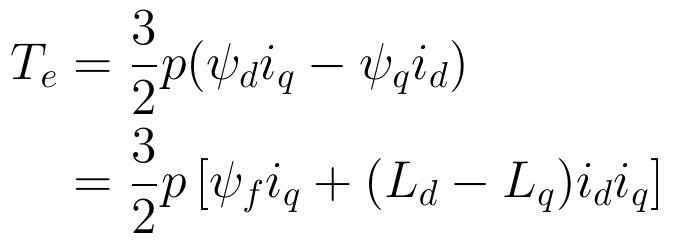 $T_e = \frac{3}{2} p (\psi_d i_q - \psi_q i_d)$
$= \frac{3}{2} p \left[ \psi_f i_q + (L_d - L_q) i_d i_q \right]$